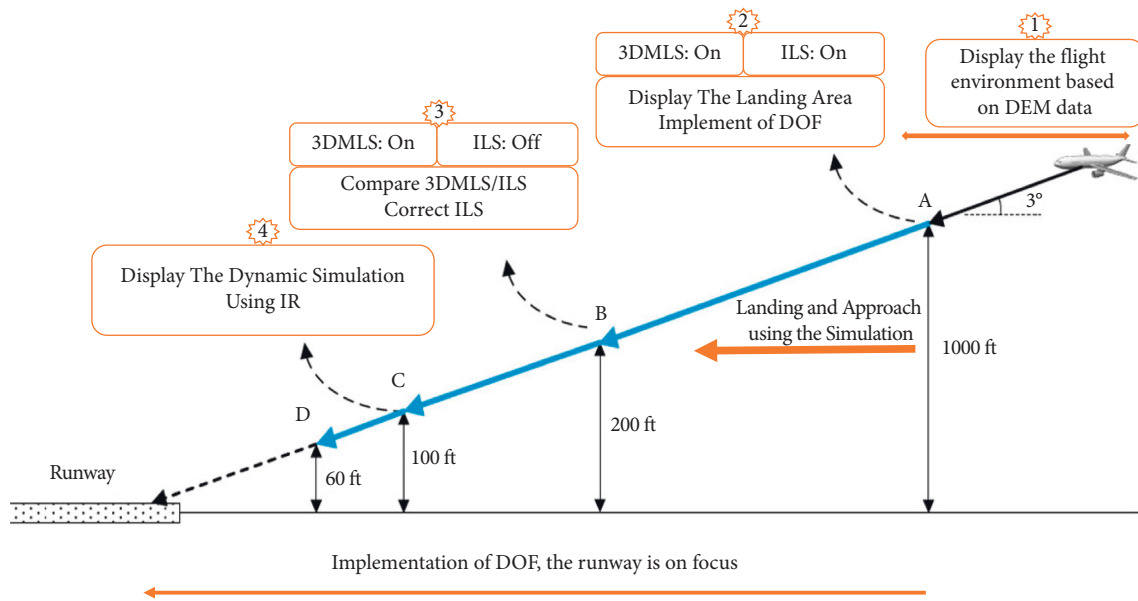 1
Display the flight
environment based
on DEM data
2
3DMLS: On
ILS: On
Display The Landing Area
Implement of DOF
3
3DMLS: On
ILS: Off
Compare 3DMLS/ILS
Correct ILS
4
Display The Dynamic Simulation
Using IR
A
3°
B
Landing and Approach
using the Simulation
1000 ft
C
D
200 ft
100 ft
60 ft
Runway
Implementation of DOF, the runway is on focus